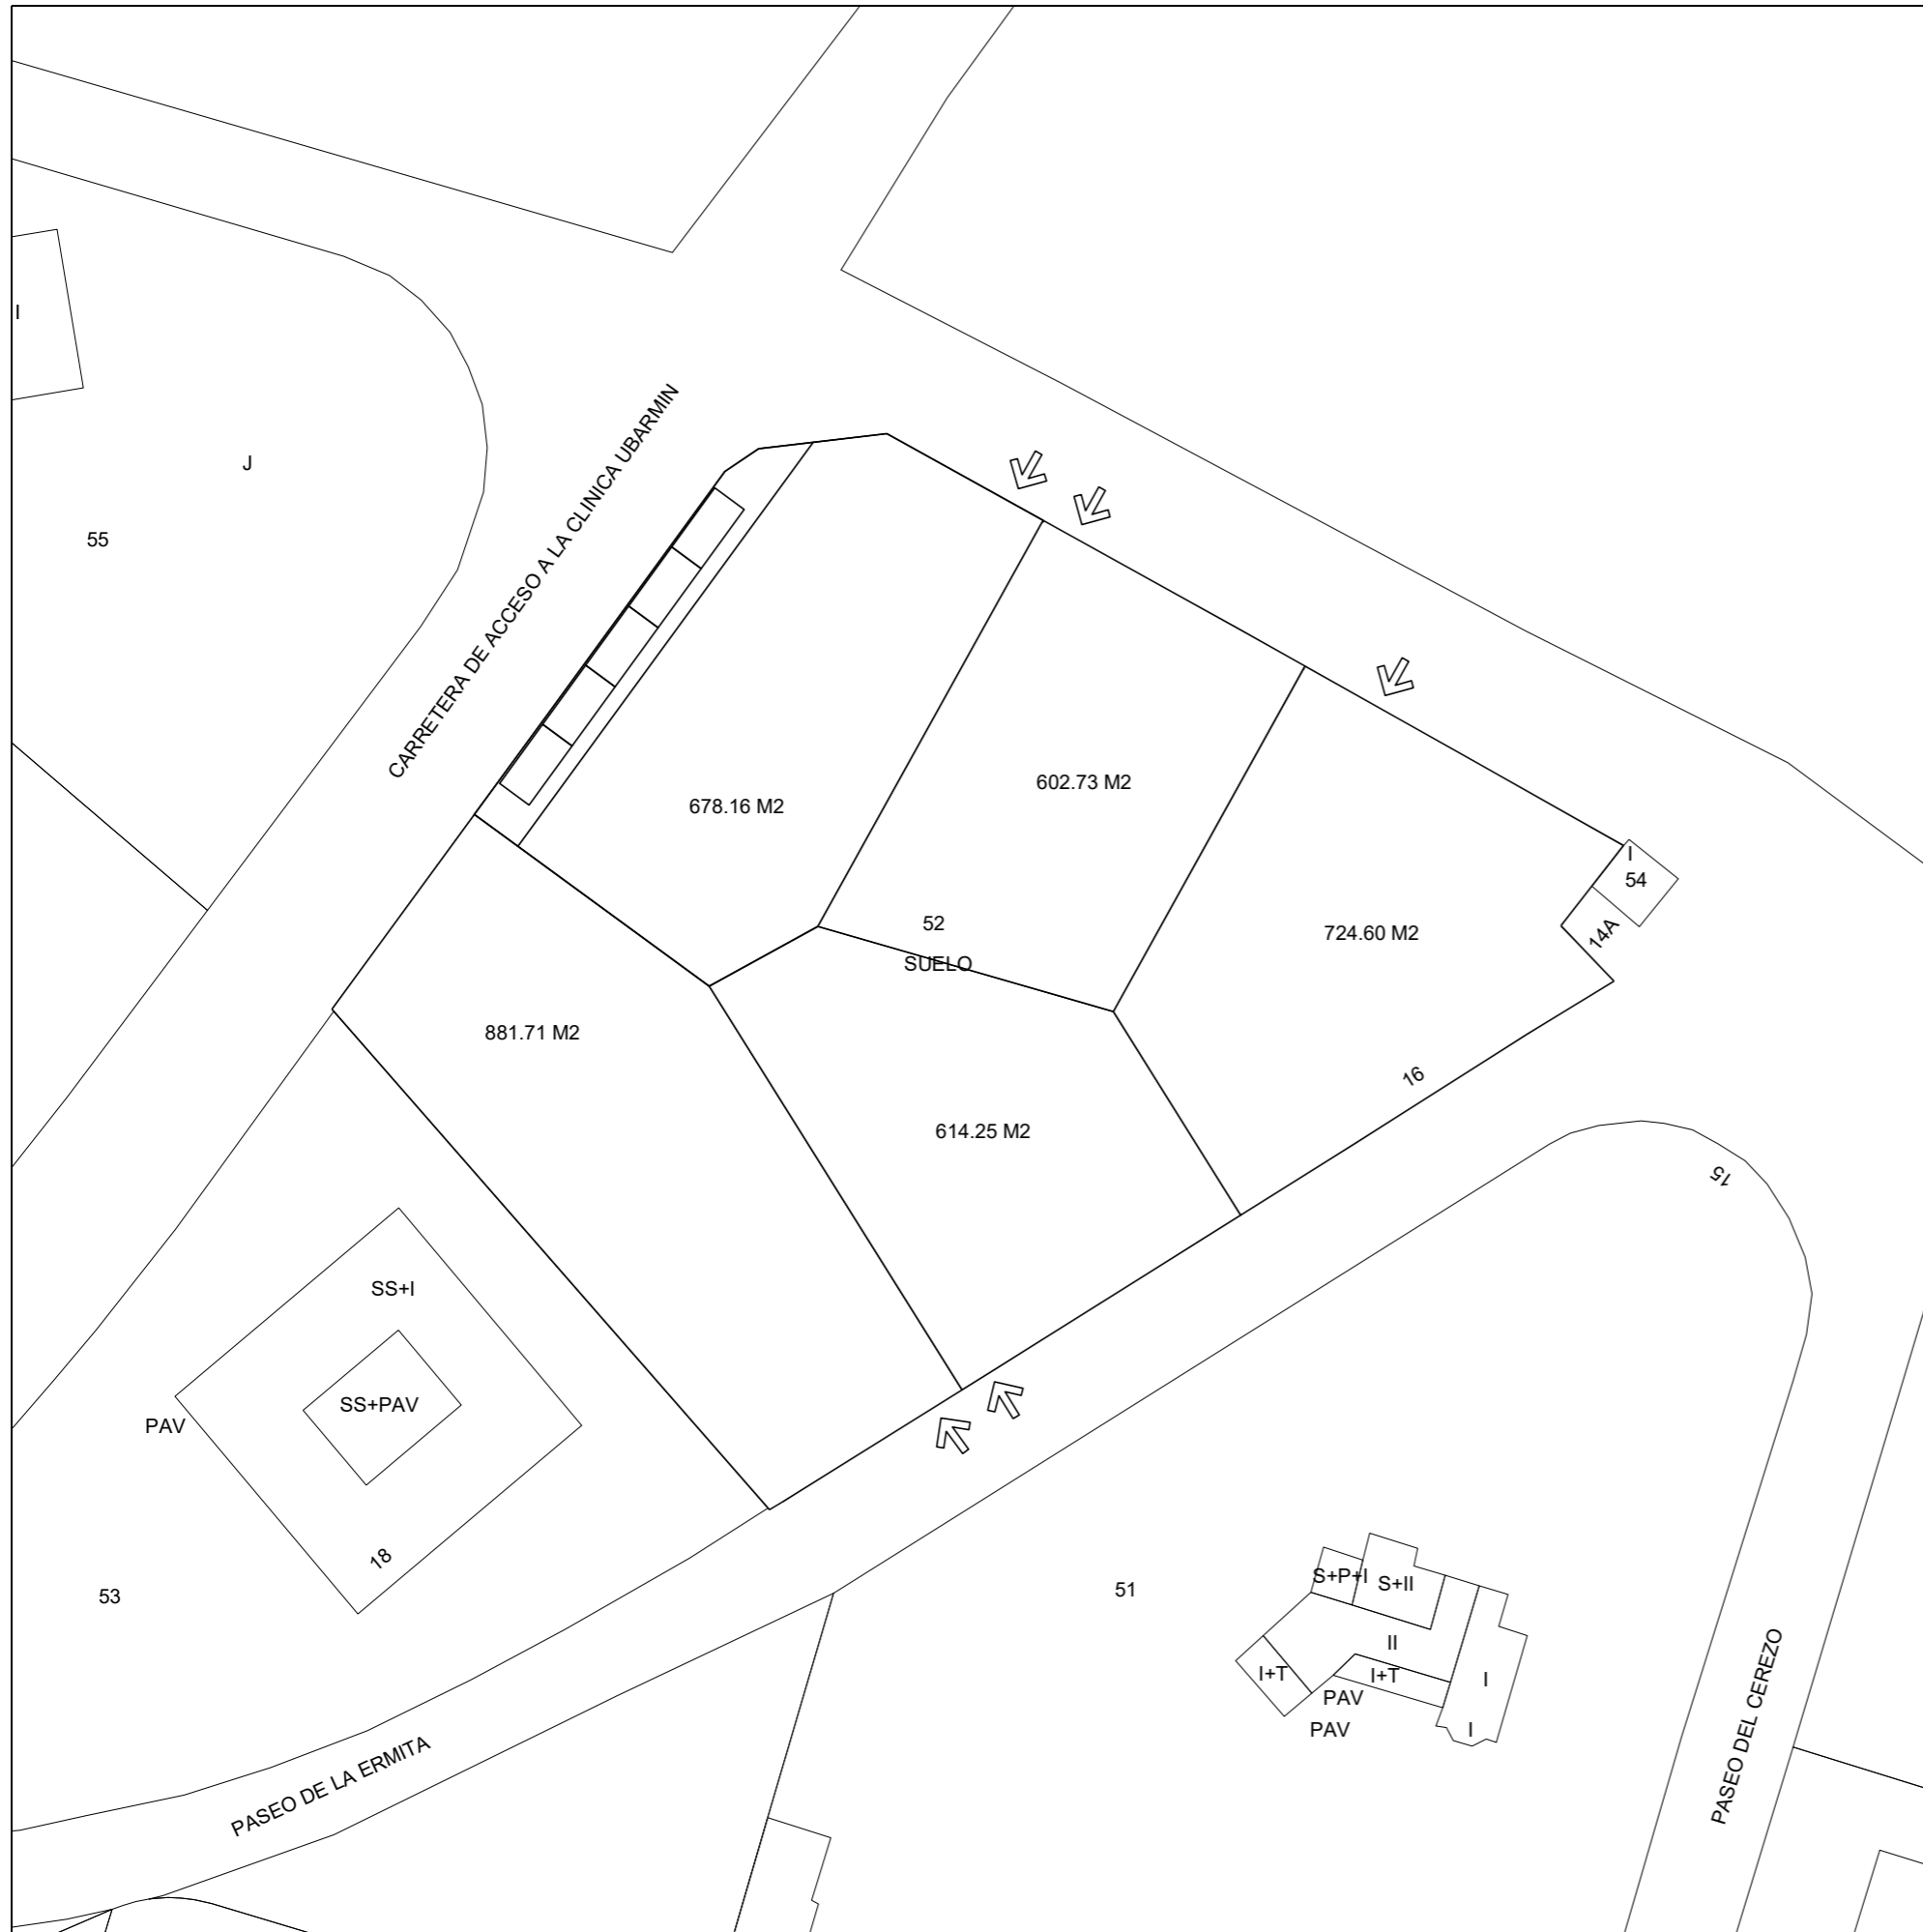 I
J
55
CARRETERA DE ACCESO A LA CLINICA UBARMIN
678.16 M2
602.73 M2
I
54
14A
724.60 M2
52
SUELO
881.71 M2
16
614.25 M2
15
SS+I
SS+PAV
PAV
18
53
51
S+P+I
S+II
II
I+T
I+T
I
PAV
PAV
I
PASEO DE LA ERMITA
PASEO DEL CEREZO